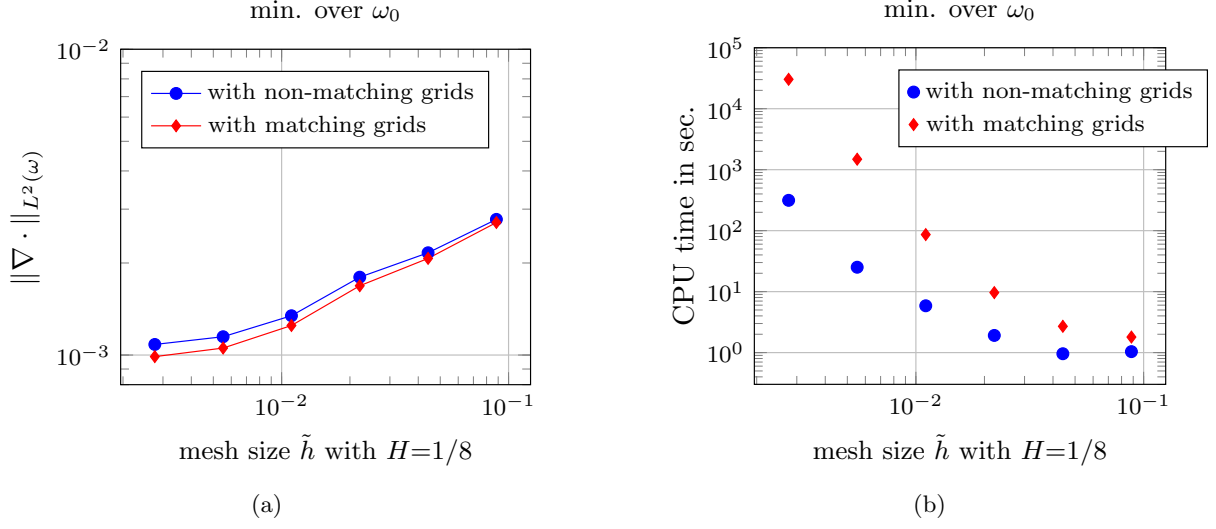 min. over ω₀
10⁻²
10⁻³
‖∇ · ‖_{L²(ω)}
with non-matching grids
with matching grids
10⁻²
10⁻¹
mesh size h̃ with H=1/8
(a)
min. over ω₀
10⁵
10⁴
10³
10²
10¹
10⁰
CPU time in sec.
with non-matching grids
with matching grids
10⁻²
10⁻¹
mesh size h̃ with H=1/8
(b)